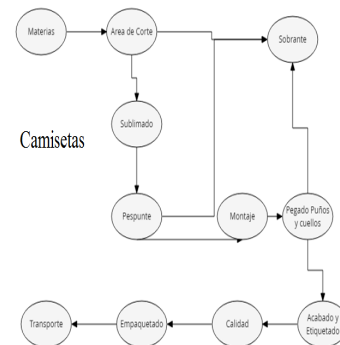 Materias
Area de Corte
Sobrante
Sublimado
Camisetas
Pespunte
Montaje
Pegado Puños
y cuellos
Transporte
Empaquetado
Calidad
Acabado y
Etiquetado